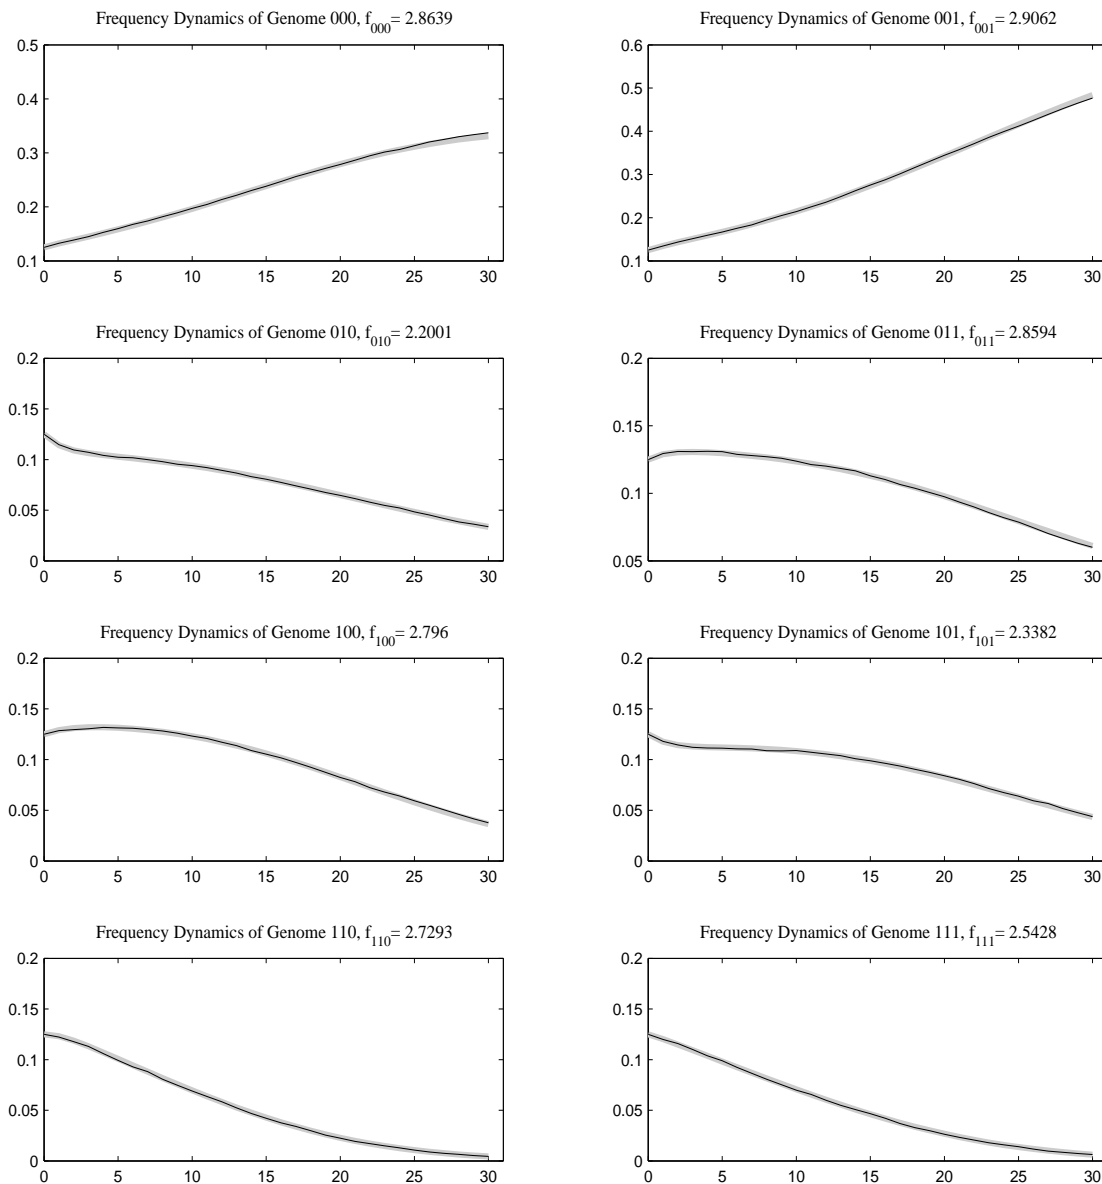 Frequency Dynamics of Genome 000, f000= 2.8639
0.5
0.4
0.3
0.2
0.1
0 5 10 15 20 25 30
Frequency Dynamics of Genome 001, f001= 2.9062
0.6
0.5
0.4
0.3
0.2
0.1
0 5 10 15 20 25 30
Frequency Dynamics of Genome 010, f010= 2.2001
0.2
0.15
0.1
0.05
0
0 5 10 15 20 25 30
Frequency Dynamics of Genome 011, f011= 2.8594
0.2
0.15
0.1
0.05
0 5 10 15 20 25 30
Frequency Dynamics of Genome 100, f100= 2.796
0.2
0.15
0.1
0.05
0
0 5 10 15 20 25 30
Frequency Dynamics of Genome 101, f101= 2.3382
0.2
0.15
0.1
0.05
0
0 5 10 15 20 25 30
Frequency Dynamics of Genome 110, f110= 2.7293
0.2
0.15
0.1
0.05
0
0 5 10 15 20 25 30
Frequency Dynamics of Genome 111, f111= 2.5428
0.2
0.15
0.1
0.05
0
0 5 10 15 20 25 30